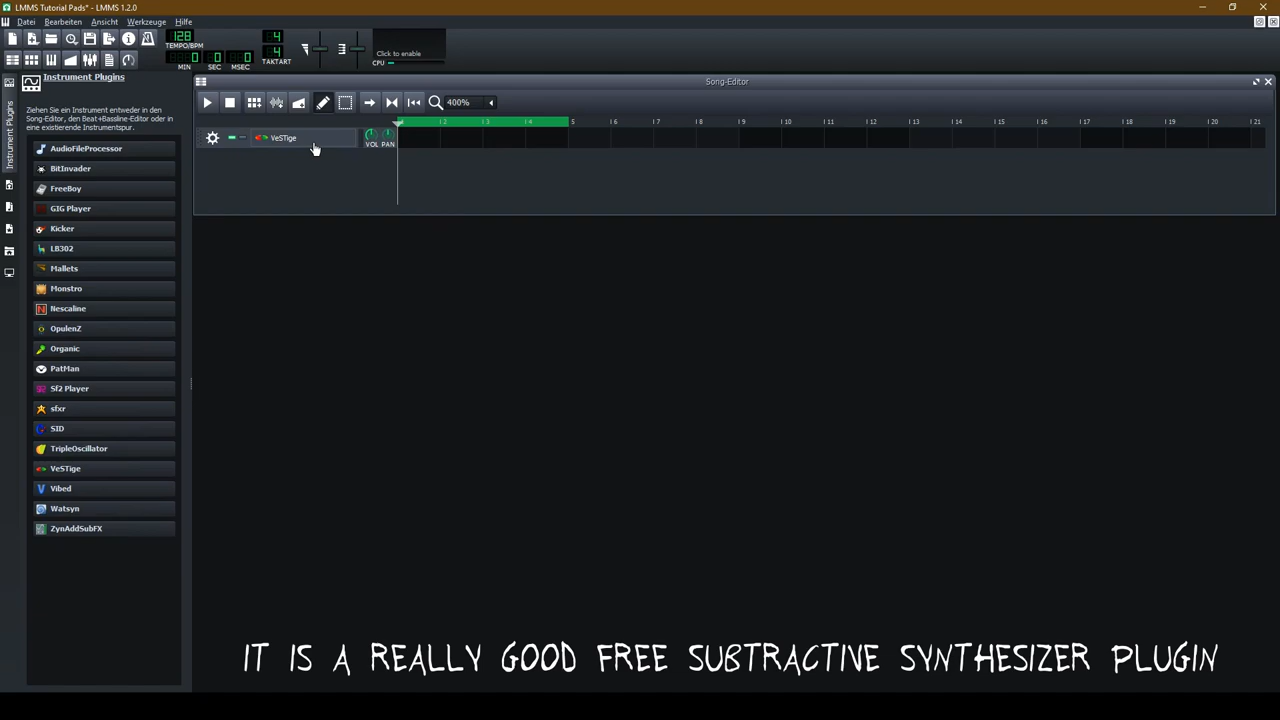 LMMS Tutorial Pads* - LMMS 1.2.0
Datei Bearbeiten Ansicht Werkzeuge Hilfe
128
TEMPO/BPM
0 0 0
MIN SEC MSEC
4
4
TAKTART
Click to enable
CPU
Instrument Plugins
Instrument Plugins
Ziehen Sie ein Instrument entweder in den
Song-Editor, den Beat+Bassline-Editor oder in
eine existierende Instrumentspur.
AudioFileProcessor
BitInvader
FreeBoy
GIG Player
Kicker
LB302
Mallets
Monstro
Nescaline
OpulenZ
Organic
PatMan
Sf2 Player
sfxr
SID
TripleOscillator
VeSTige
Vibed
Watsyn
ZynAddSubFX
Song-Editor
400%
2 3 4 5 6 7 8 9 10 11 12 13 14 15 16 17 18 19 20 21
VeSTige
VOL PAN
IT IS A REALLY GOOD FREE SUBTRACTIVE SYNTHESIZER PLUGIN